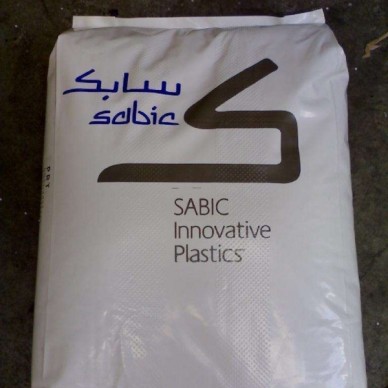 سابك
sabic
SABIC
Innovative
Plastics